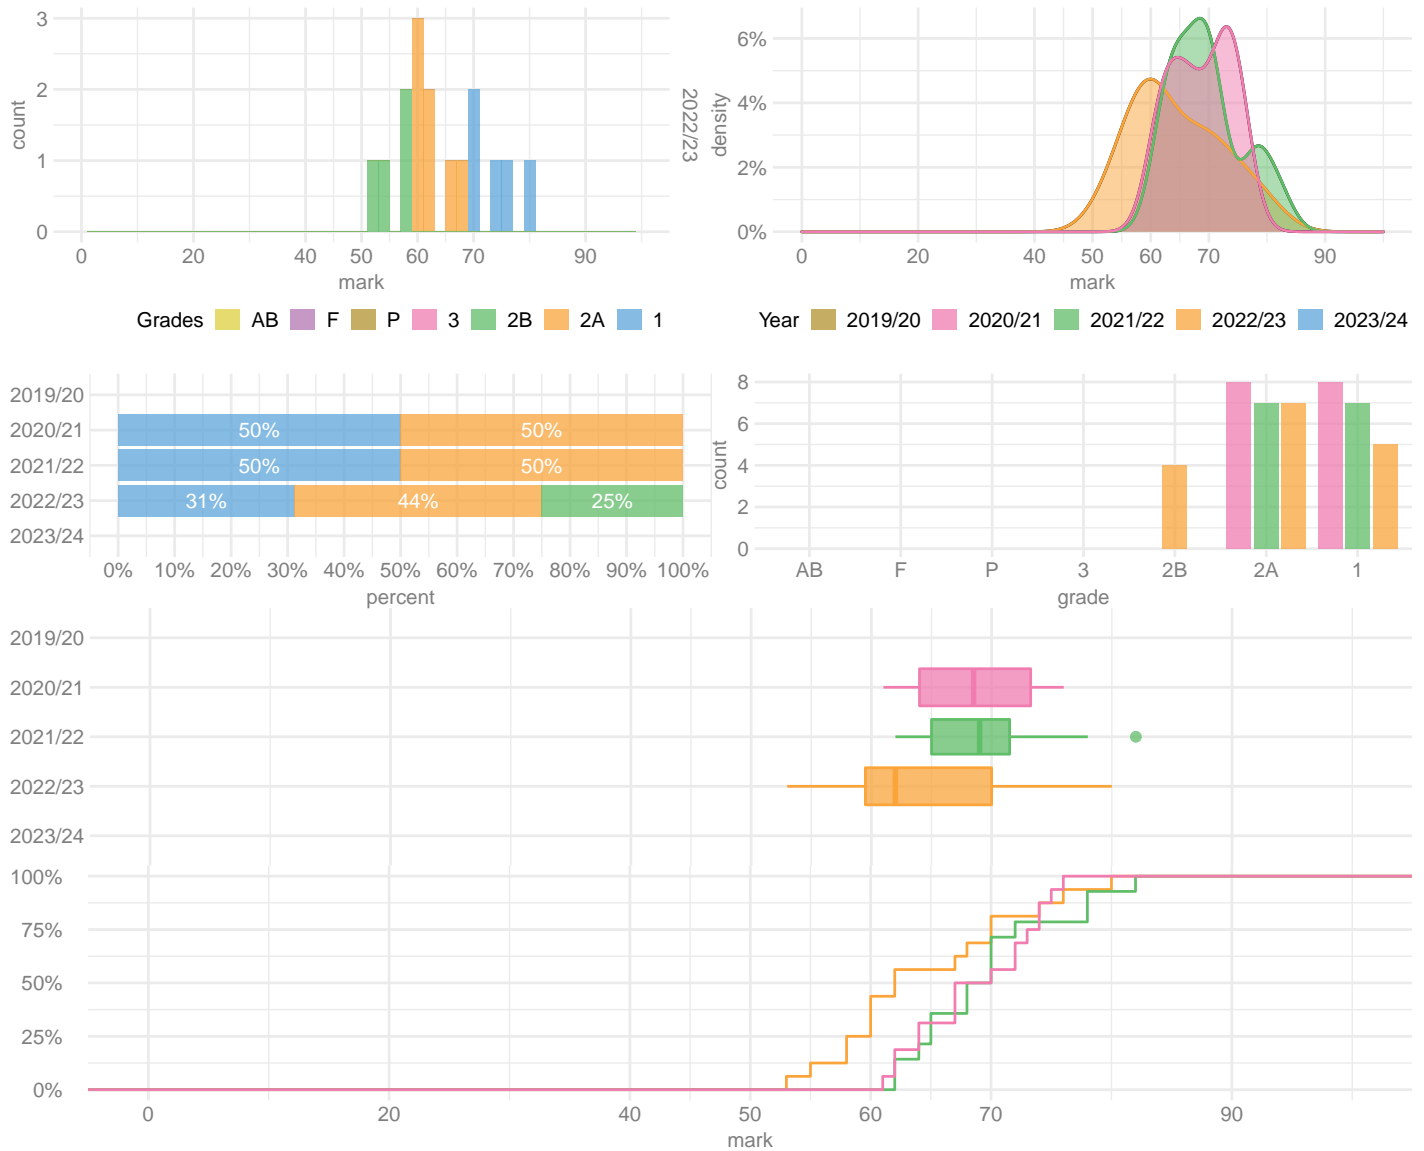 3
2
1
0
count
0
20
40
50
60
70
90
mark
2022/23
6%
4%
2%
0%
density
0
20
40
50
60
70
90
mark
Grades AB F P 3 2B 2A 1
Year 2019/20 2020/21 2021/22 2022/23 2023/24
2019/20
2020/21 50% 50%
2021/22 50% 50%
2022/23 31% 44% 25%
2023/24
0% 10% 20% 30% 40% 50% 60% 70% 80% 90% 100%
percent
8
6
4
2
0
count
AB F P 3 2B 2A 1
grade
2019/20
2020/21
2021/22
2022/23
2023/24
100%
75%
50%
25%
0%
0 20 40 50 60 70 90
mark